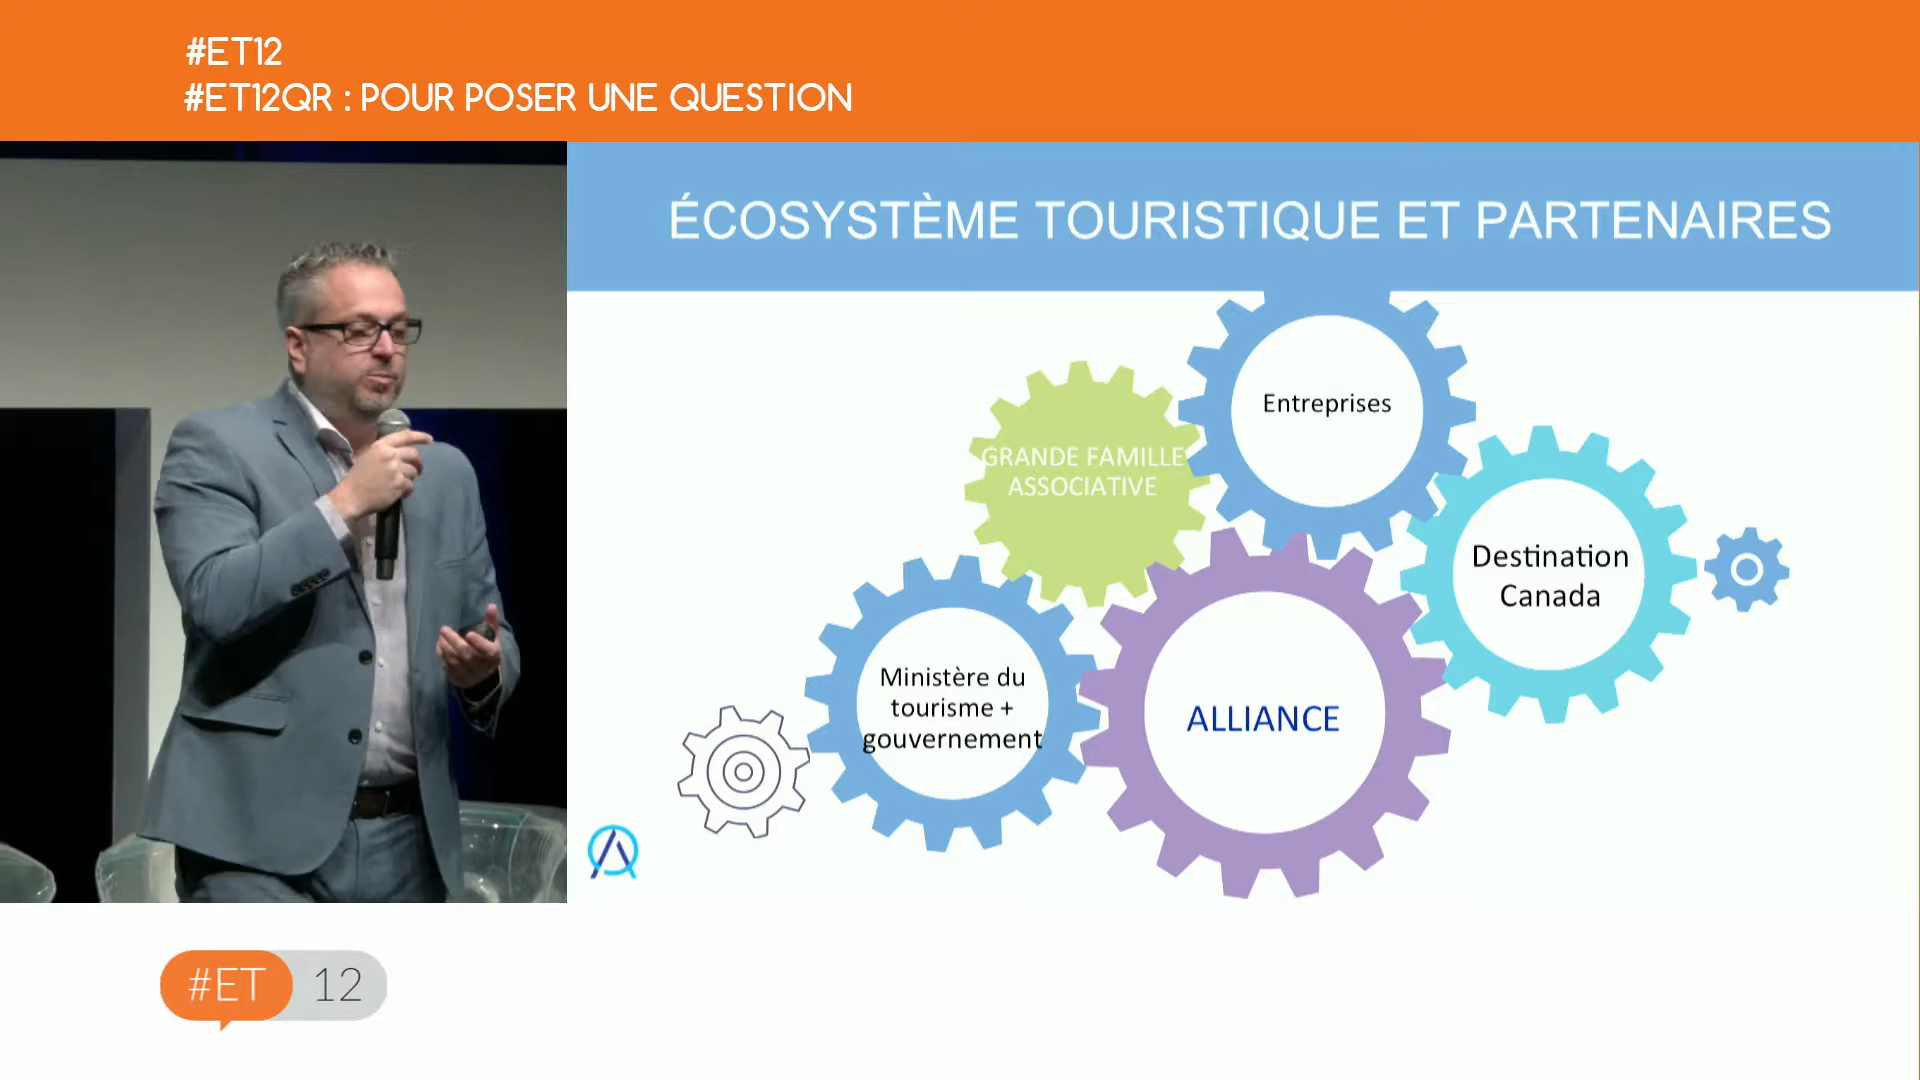 #ET12
#ET12QR : POUR POSER UNE QUESTION
ÉCOSYSTÈME TOURISTIQUE ET PARTENAIRES
Entreprises
GRANDE FAMILLE
ASSOCIATIVE
Destination
Canada
Ministère du
tourisme +
gouvernement
ALLIANCE
#ET 12